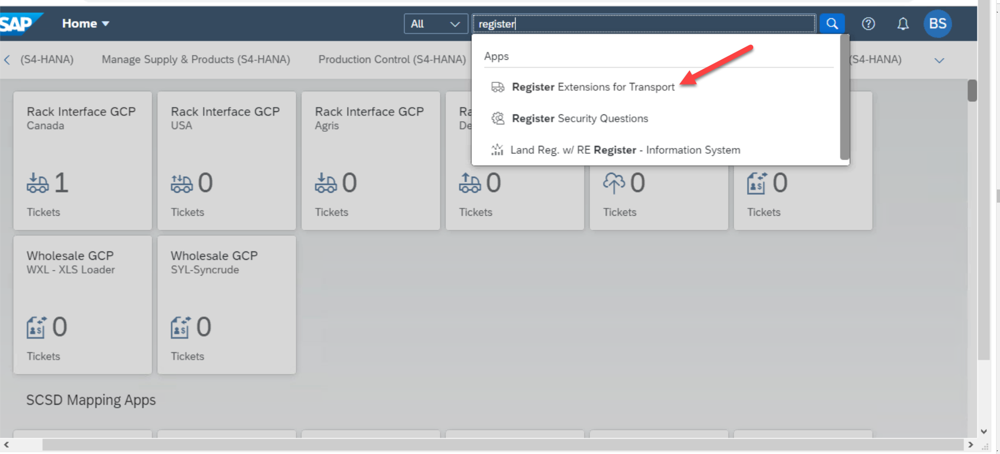 SAP
Home
All
register
BS
(S4-HANA)
Manage Supply & Products (S4-HANA)
Production Control (S4-HANA)
(S4-HANA)
Apps
Register Extensions for Transport
Register Security Questions
Land Reg. w/ RE Register - Information System
Rack Interface GCP
Canada
1
Tickets
Rack Interface GCP
USA
0
Tickets
Rack Interface GCP
Agris
0
Tickets
Ra
De
0
Tickets
0
Tickets
0
Tickets
Wholesale GCP
WXL - XLS Loader
0
Tickets
Wholesale GCP
SYL-Syncrude
0
Tickets
SCSD Mapping Apps